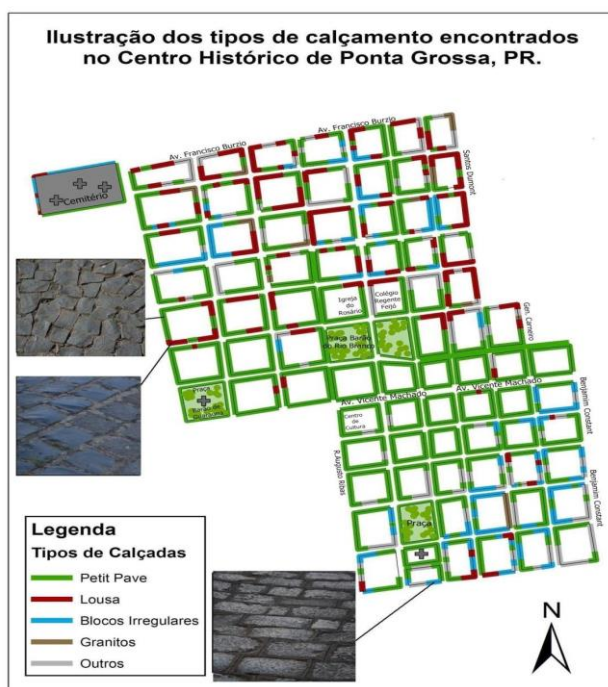 Ilustração dos tipos de calçamento encontrados
no Centro Histórico de Ponta Grossa, PR.
Av. Francisco Burzio
Av. Francisco Burzio
Santos Dumont
Cemitério
Igreja
do
Rosário
Colégio
Regente
Feijó
Gen. Carneiro
Praça Barão
do Rio Branco
Praça
Av. Vicente Machado
Av. Vicente Machado
Benjamim Constant
Centro
de
Cultura
R.Augusto Ribas
Benjamim Constant
Praça
Legenda
Tipos de Calçadas
Petit Pave
Lousa
Blocos Irregulares
Granitos
Outros
N